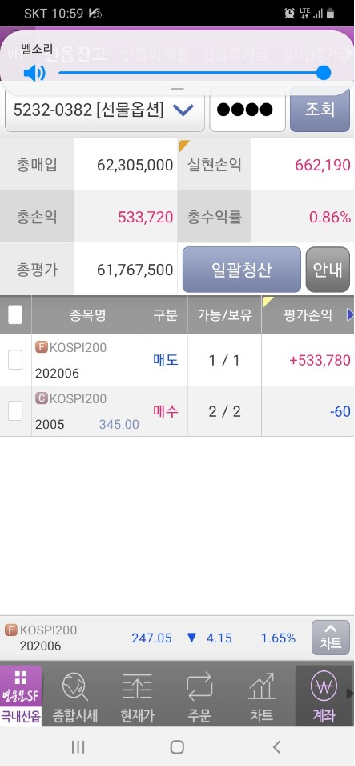 SKT 10:59
벨소리
선옵잔고
5232-0382 [선물옵션] ●●●● 조회
총매입 62,305,000 실현손익 662,190
총손익 533,720 총수익률 0.86%
총평가 61,767,500 일괄청산 안내
종목명 구분 가능/보유 평가손익
F KOSPI200 매도 1 / 1 +533,780
202006
C KOSPI200 매수 2 / 2 -60
2005 345.00
F KOSPI200 247.05 ▼ 4.15 1.65% 차트
202006
영웅문SF
국내선옵 종합시세 현재가 주문 차트 계좌